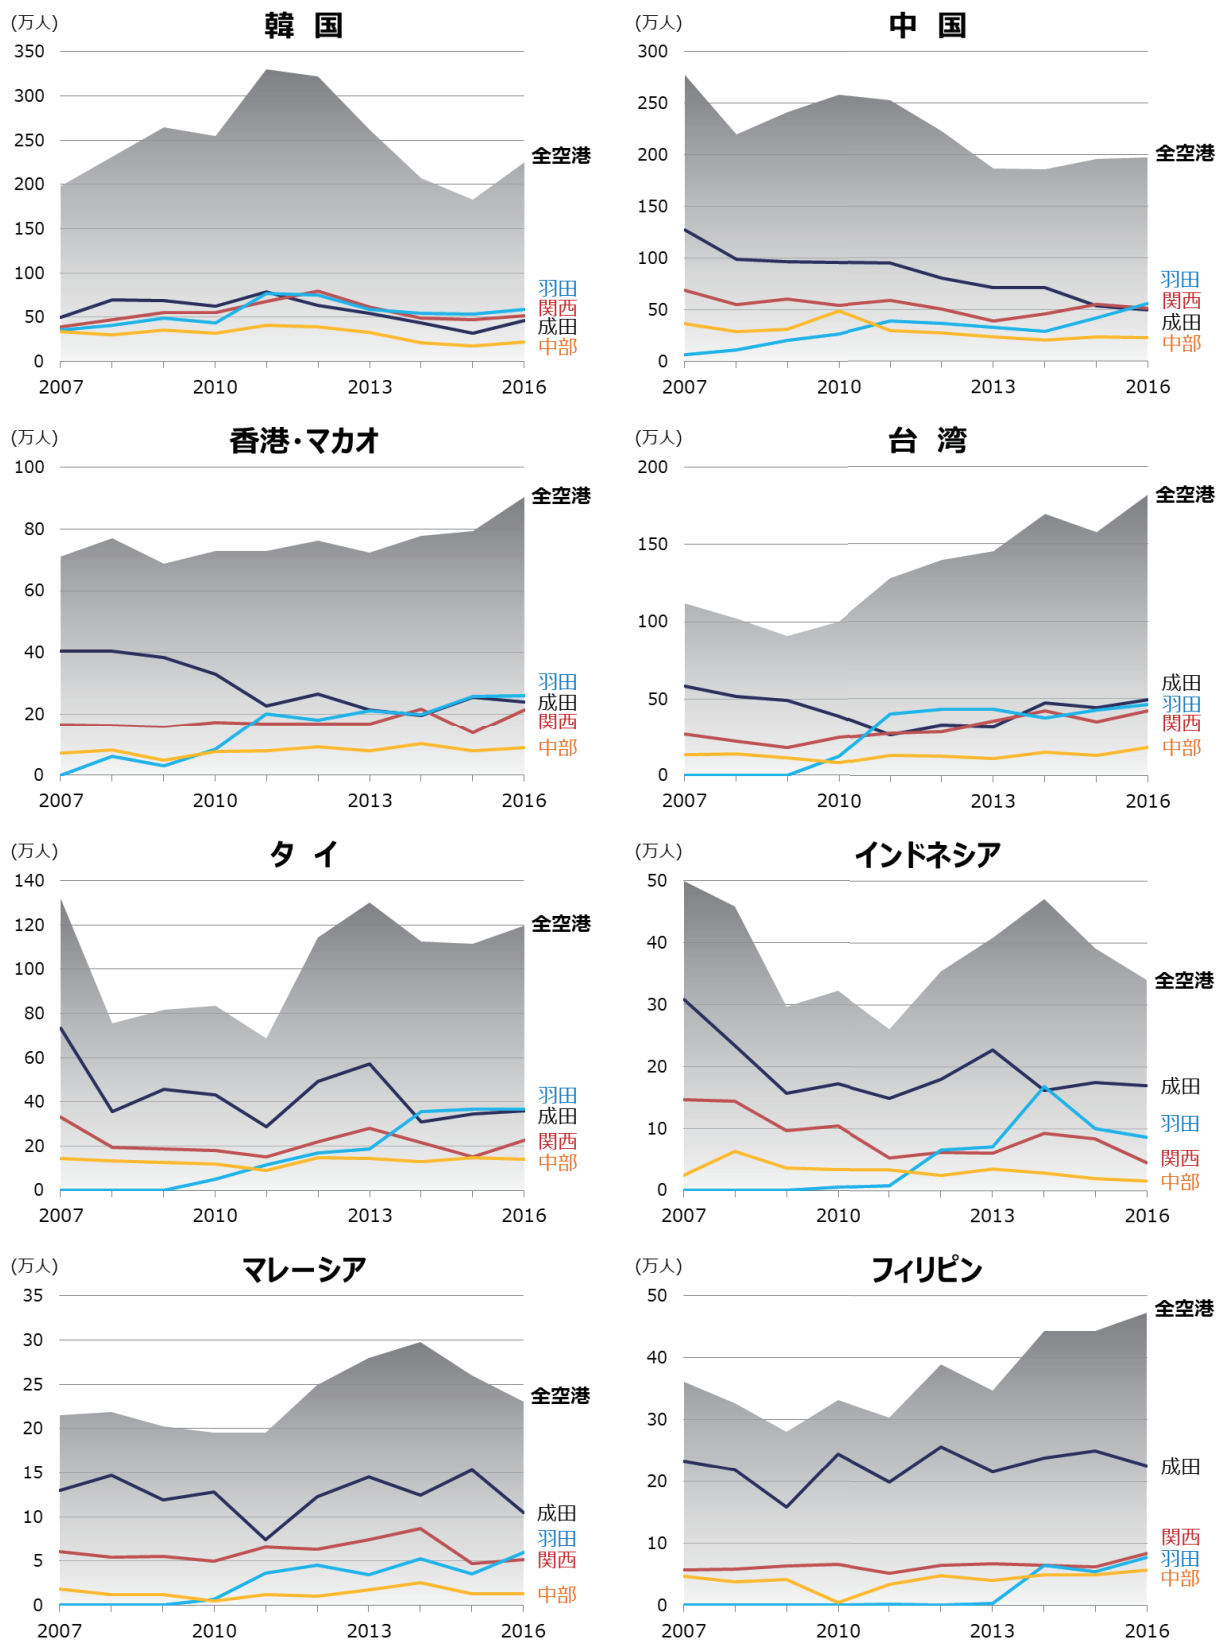 (万人)
韓 国
350
300
250
200
150
100
50
0
全空港
羽田
関西
成田
中部
2007
2010
2013
2016
(万人)
中 国
300
250
200
150
100
50
0
全空港
羽田
関西
成田
中部
2007
2010
2013
2016
(万人)
香港・マカオ
100
80
60
40
20
0
全空港
羽田
成田
関西
中部
2007
2010
2013
2016
(万人)
台 湾
200
150
100
50
0
全空港
成田
羽田
関西
中部
2007
2010
2013
2016
(万人)
タ イ
140
120
100
80
60
40
20
0
全空港
羽田
成田
関西
中部
2007
2010
2013
2016
(万人)
インドネシア
50
40
30
20
10
0
全空港
成田
羽田
関西
中部
2007
2010
2013
2016
(万人)
マレーシア
35
30
25
20
15
10
5
0
全空港
成田
羽田
関西
中部
2007
2010
2013
2016
(万人)
フィリピン
50
40
30
20
10
0
全空港
成田
関西
羽田
中部
2007
2010
2013
2016